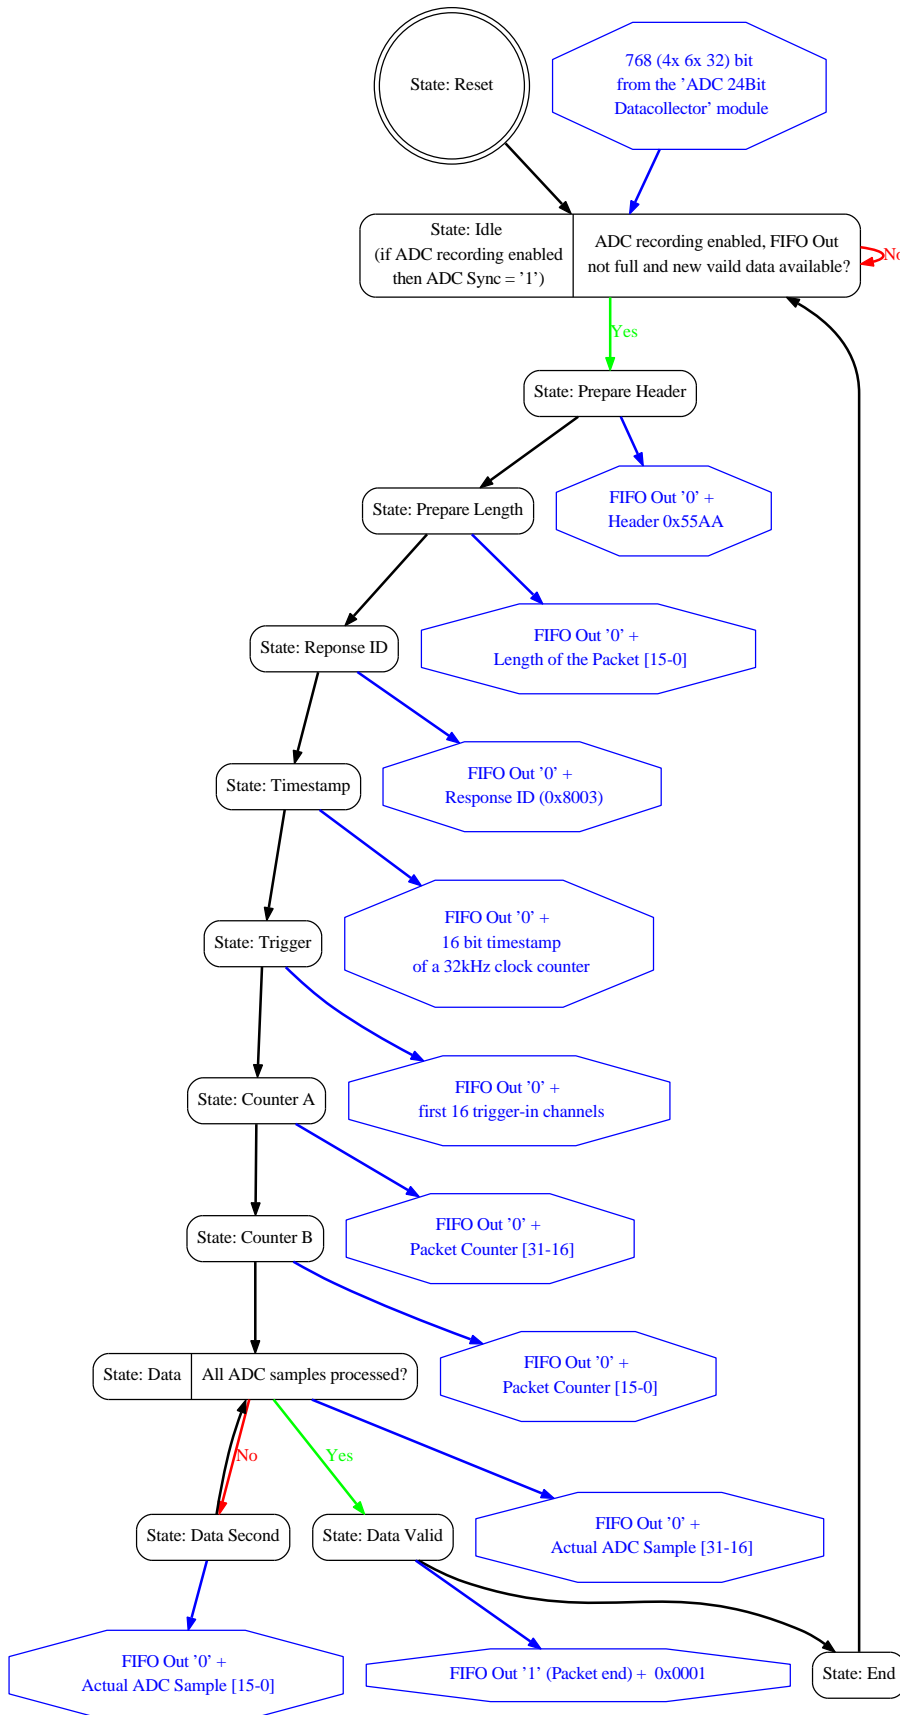 State: Reset
768 (4x 6x 32) bit
from the 'ADC 24Bit
Datacollector' module
State: Idle
(if ADC recording enabled
then ADC Sync = '1')
ADC recording enabled, FIFO Out
not full and new vaild data available?
No
Yes
State: Prepare Header
FIFO Out '0' +
Header 0x55AA
State: Prepare Length
FIFO Out '0' +
Length of the Packet [15-0]
State: Reponse ID
FIFO Out '0' +
Response ID (0x8003)
State: Timestamp
FIFO Out '0' +
16 bit timestamp
of a 32kHz clock counter
State: Trigger
FIFO Out '0' +
first 16 trigger-in channels
State: Counter A
FIFO Out '0' +
Packet Counter [31-16]
State: Counter B
FIFO Out '0' +
Packet Counter [15-0]
State: Data
All ADC samples processed?
No
Yes
State: Data Second
State: Data Valid
FIFO Out '0' +
Actual ADC Sample [31-16]
FIFO Out '0' +
Actual ADC Sample [15-0]
FIFO Out '1' (Packet end) + 0x0001
State: End